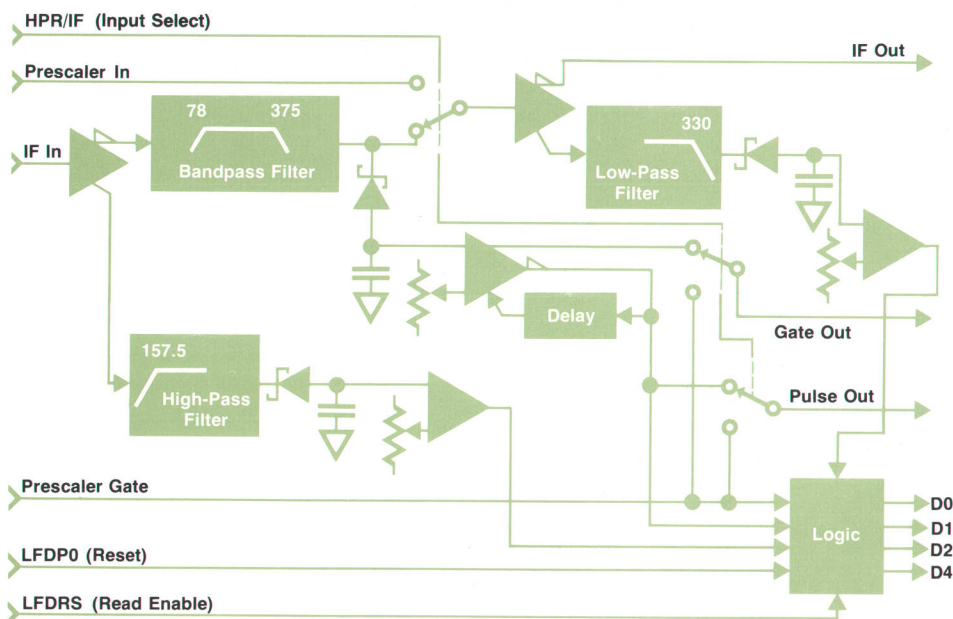 HPR/IF (Input Select)
IF Out
Prescaler In
78 375
330
IF In
Bandpass Filter
Low-Pass
Filter
Delay
Gate Out
157.5
Pulse Out
High-Pass
Filter
Prescaler Gate
D0
Logic
D1
D2
LFDP0 (Reset)
D4
LFDRS (Read Enable)